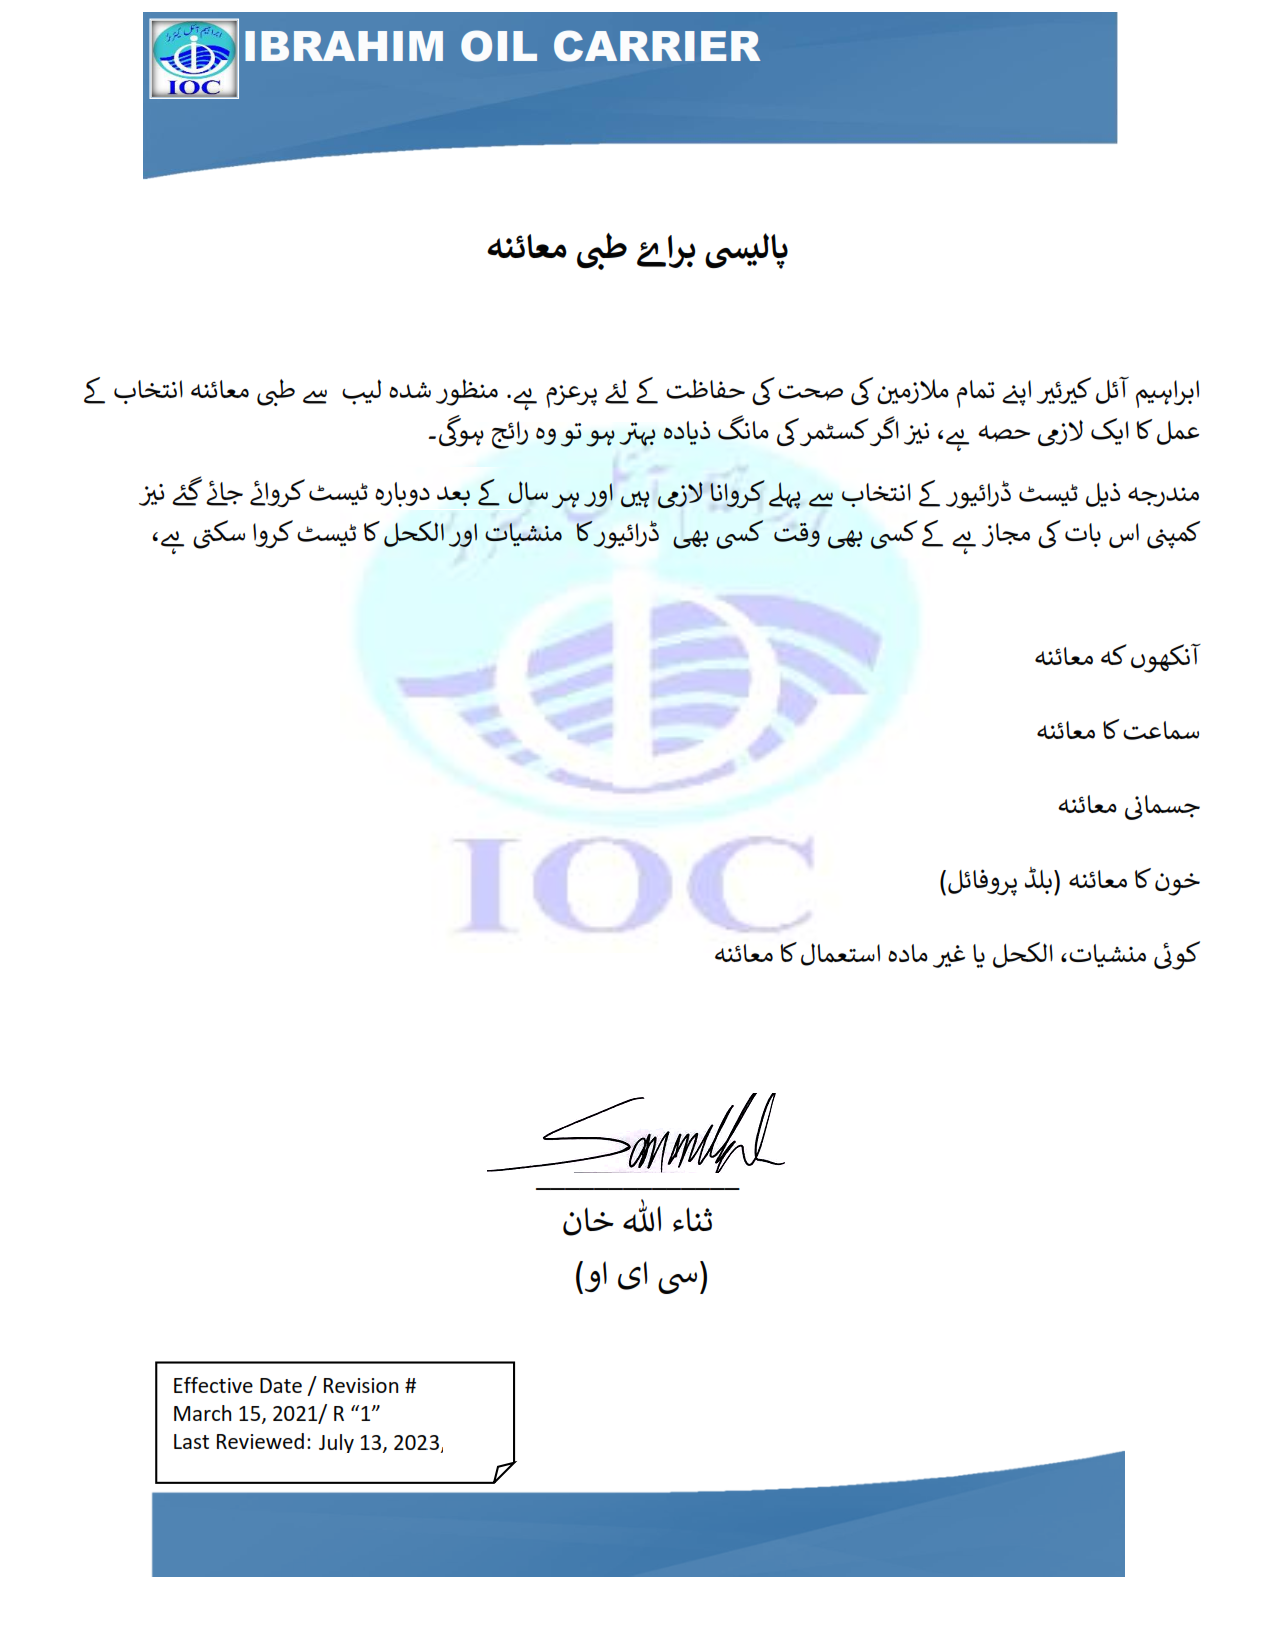 IBRAHIM OIL CARRIER
IOC
پالیسی براۓ طبی معائنہ
ابراہیم آئل کیرئیر اپنے تمام ملازمین کی صحت کی حفاظت کے لئے پرعزم ہے. منظور شدہ لیب سے طبی معائنہ انتخاب کے
عمل کا ایک لازمی حصہ ہے، نیز اگر کسٹمر کی مانگ ذیادہ بہتر ہو تو وہ رائج ہوگی۔
مندرجہ ذیل ٹیسٹ ڈرائیور کے انتخاب سے پہلے کروانا لازمی ہیں اور ہر سال کے بعد دوبارہ ٹیسٹ کروائے جائے گئے نیز
کمپنی اس بات کی مجاز ہے کے کسی بھی وقت کسی بھی ڈرائیور کا منشیات اور الکحل کا ٹیسٹ کروا سکتی ہے،
آنکھوں کہ معائنہ
سماعت کا معائنہ
جسمانی معائنہ
خون کا معائنہ (بلڈ پروفائل)
کوئی منشیات، الکحل یا غیر مادہ استعمال کا معائنہ
IOC
ثناء اللہ خان
(سی ای او)
Effective Date / Revision #
March 15, 2021/ R “1”
Last Reviewed: July 13, 2023,